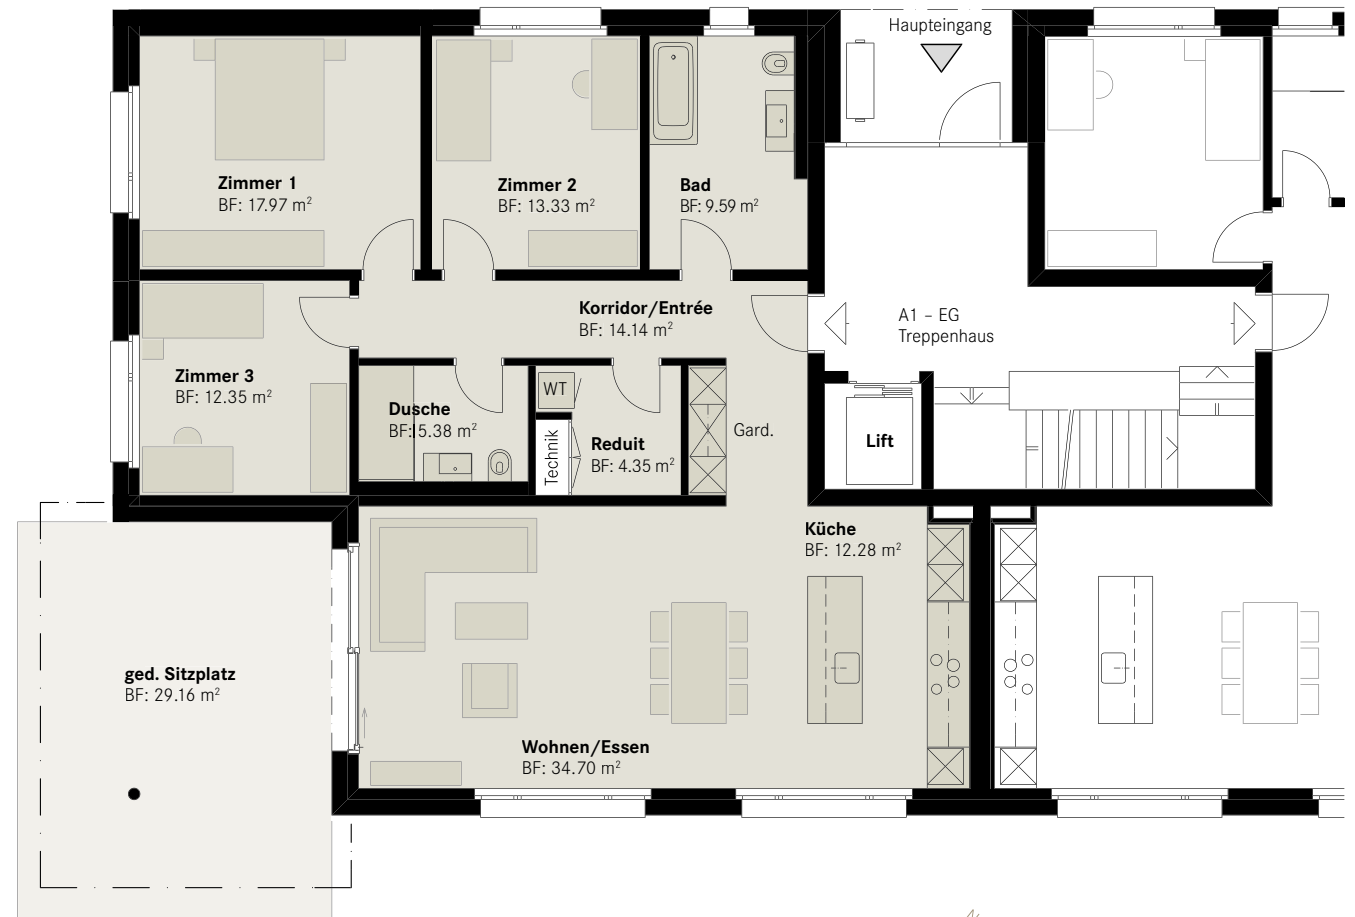 Haupteingang
Zimmer 1
BF: 17.97 m²
Zimmer 2
BF: 13.33 m²
Bad
BF: 9.59 m²
Korridor/Entrée
BF: 14.14 m²
A1 – EG
Treppenhaus
Zimmer 3
BF: 12.35 m²
Dusche
BF: 5.38 m²
WT
Technik
Reduit
BF: 4.35 m²
Gard.
Lift
Küche
BF: 12.28 m²
ged. Sitzplatz
BF: 29.16 m²
Wohnen/Essen
BF: 34.70 m²